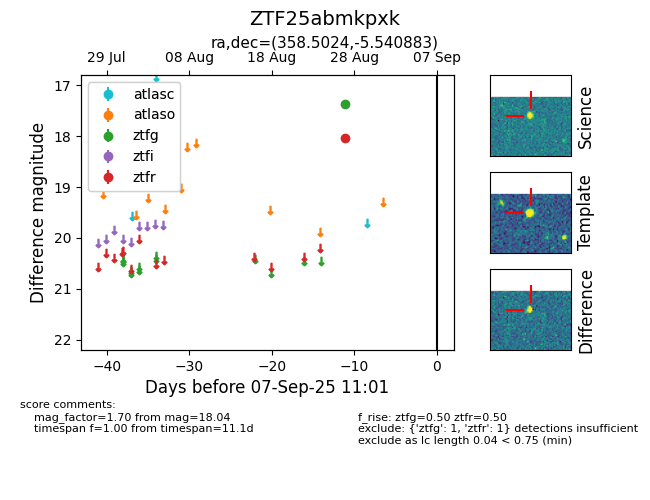 ZTF25abmkpxk
ra,dec=(358.5024,-5.540883)
29 Jul 08 Aug 18 Aug 28 Aug 07 Sep
17
18
19
20
21
22
Difference magnitude
atlasc
atlaso
ztfg
ztfi
ztfr
−40 −30 −20 −10 0
Days before 07-Sep-25 11:01
Science
Template
Difference
score comments:
mag_factor=1.70 from mag=18.04
timespan f=1.00 from timespan=11.1d
f_rise: ztfg=0.50 ztfr=0.50
exclude: {'ztfg': 1, 'ztfr': 1} detections insufficient
exclude as lc length 0.04 < 0.75 (min)